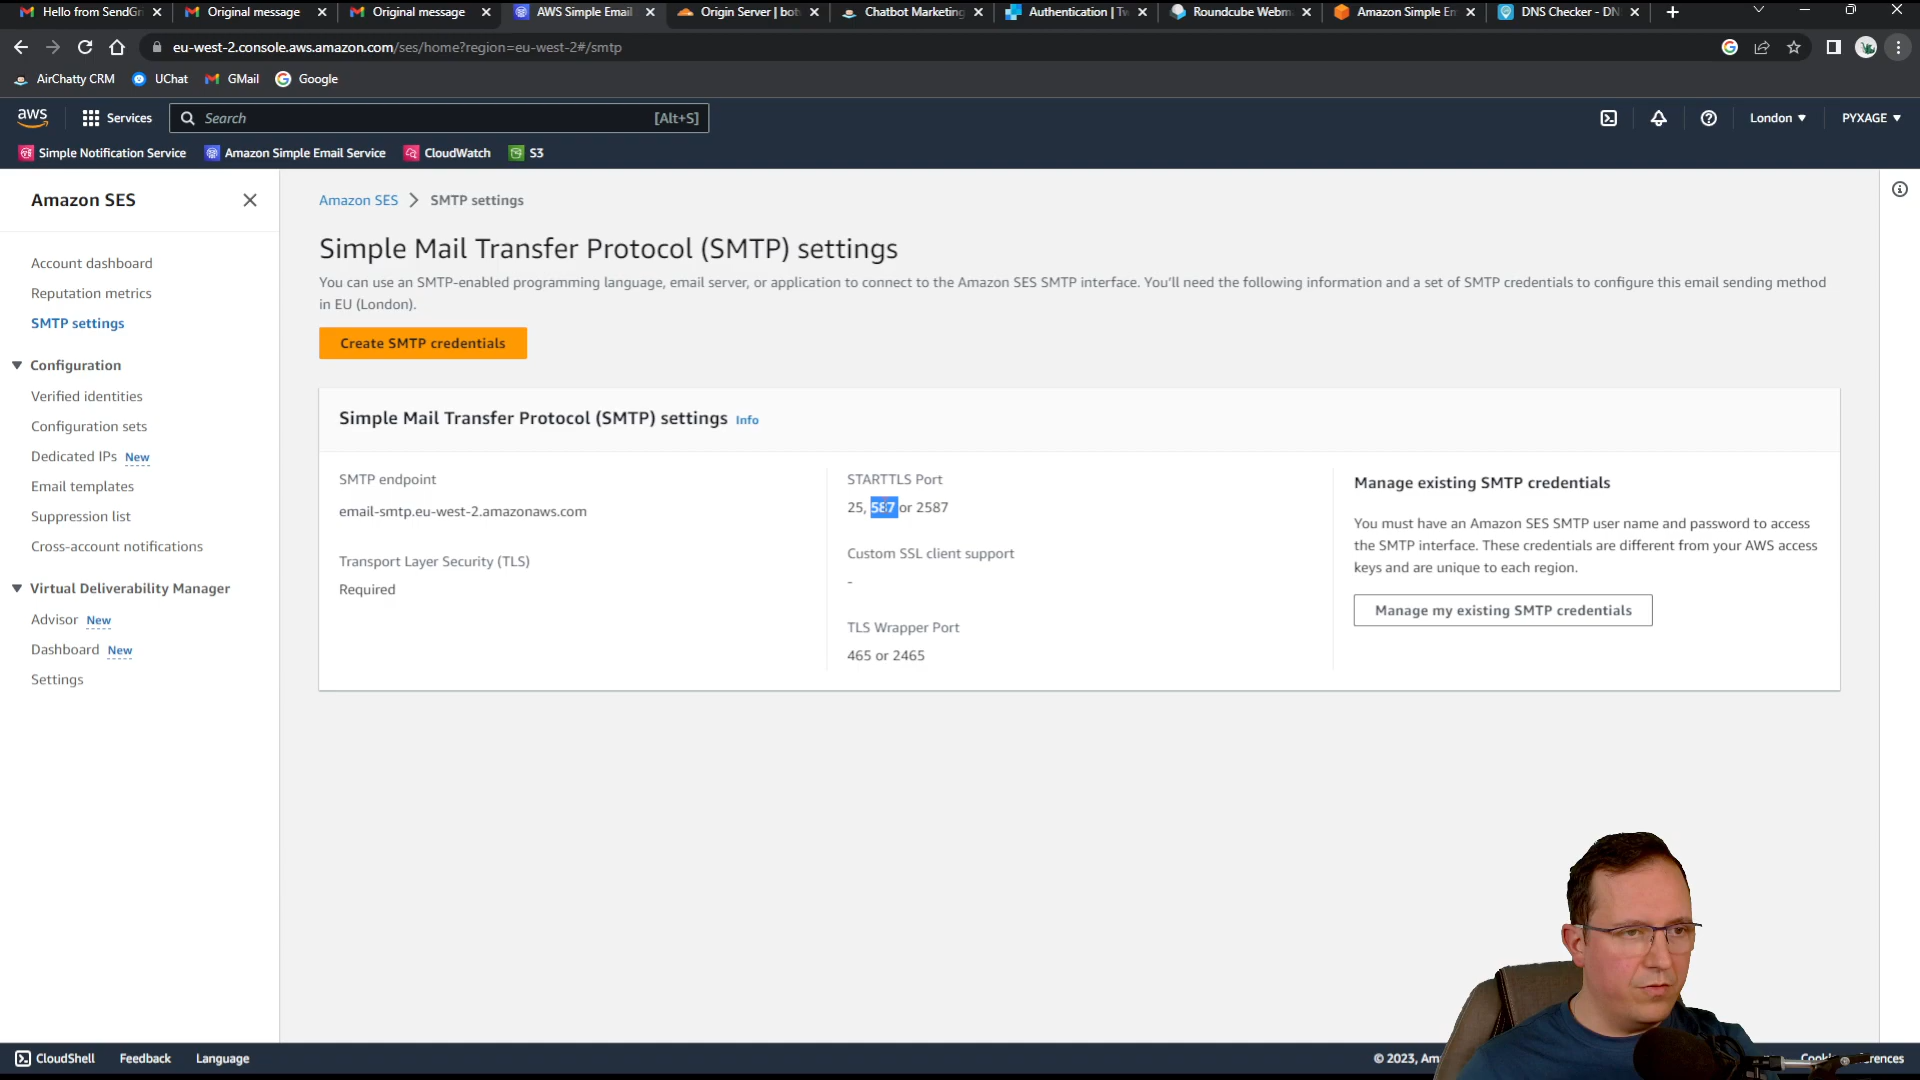 Hello from SendGr
Original message
Original message
AWS Simple Email
Origin Server | bot
Chatbot Marketing
Authentication | Tw
Roundcube Webm
Amazon Simple Em
DNS Checker - DN
eu-west-2.console.aws.amazon.com/ses/home?region=eu-west-2#/smtp
AirChatty CRM
UChat
GMail
Google
aws
Services
Search
[Alt+S]
London
PYXAGE
Simple Notification Service
Amazon Simple Email Service
CloudWatch
S3
Amazon SES
Account dashboard
Reputation metrics
SMTP settings
Configuration
Verified identities
Configuration sets
Dedicated IPs New
Email templates
Suppression list
Cross-account notifications
Virtual Deliverability Manager
Advisor New
Dashboard New
Settings
Amazon SES
SMTP settings
Simple Mail Transfer Protocol (SMTP) settings
You can use an SMTP-enabled programming language, email server, or application to connect to the Amazon SES SMTP interface. You'll need the following information and a set of SMTP credentials to configure this email sending method
in EU (London).
Create SMTP credentials
Simple Mail Transfer Protocol (SMTP) settings Info
SMTP endpoint
email-smtp.eu-west-2.amazonaws.com
Transport Layer Security (TLS)
Required
STARTTLS Port
25, 587 or 2587
Custom SSL client support
-
TLS Wrapper Port
465 or 2465
Manage existing SMTP credentials
You must have an Amazon SES SMTP user name and password to access
the SMTP interface. These credentials are different from your AWS access
keys and are unique to each region.
Manage my existing SMTP credentials
CloudShell
Feedback
Language
© 2023, Am